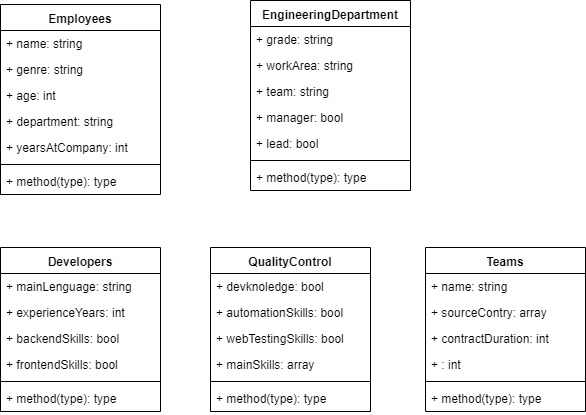 Employees
+ name: string
+ genre: string
+ age: int
+ department: string
+ yearsAtCompany: int
+ method(type): type
EngineeringDepartment
+ grade: string
+ workArea: string
+ team: string
+ manager: bool
+ lead: bool
+ method(type): type
Developers
+ mainLenguage: string
+ experienceYears: int
+ backendSkills: bool
+ frontendSkills: bool
+ method(type): type
QualityControl
+ devknoledge: bool
+ automationSkills: bool
+ webTestingSkills: bool
+ mainSkills: array
+ method(type): type
Teams
+ name: string
+ sourceContry: array
+ contractDuration: int
+ : int
+ method(type): type